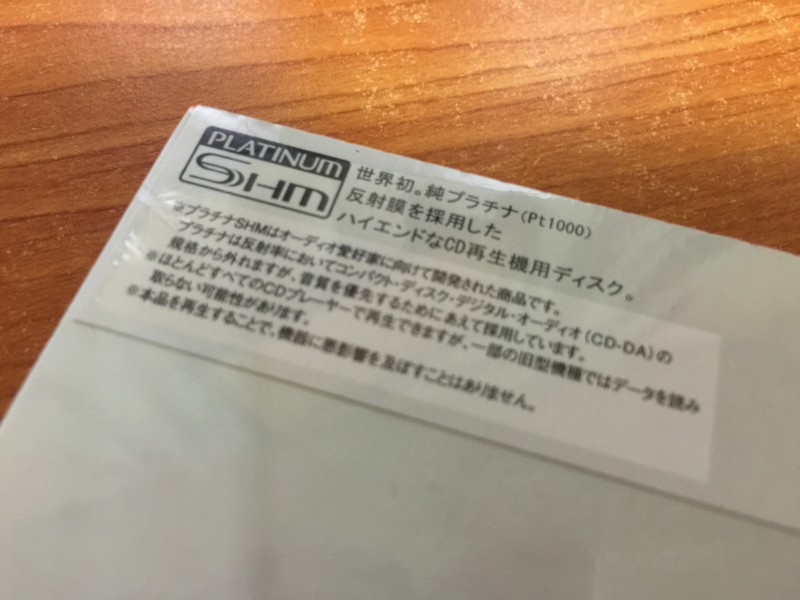 PLATINUM
SHM
世界初。純プラチナ(Pt1000)
反射膜を採用した
ハイエンドなCD再生機用ディスク。
※プラチナSHMはオーディオ愛好家に向けて開発された商品です。
プラチナは反射率においてコンパクト・ディスク・デジタル・オーディオ(CD-DA)の
規格から外れますが、音質を優先するためにあえて採用しています。
※ほとんどすべてのCDプレーヤーで再生できますが、一部の旧型機種ではデータを読み
取らない可能性があります。
※本品を再生することで、機器に悪影響を及ぼすことはありません。